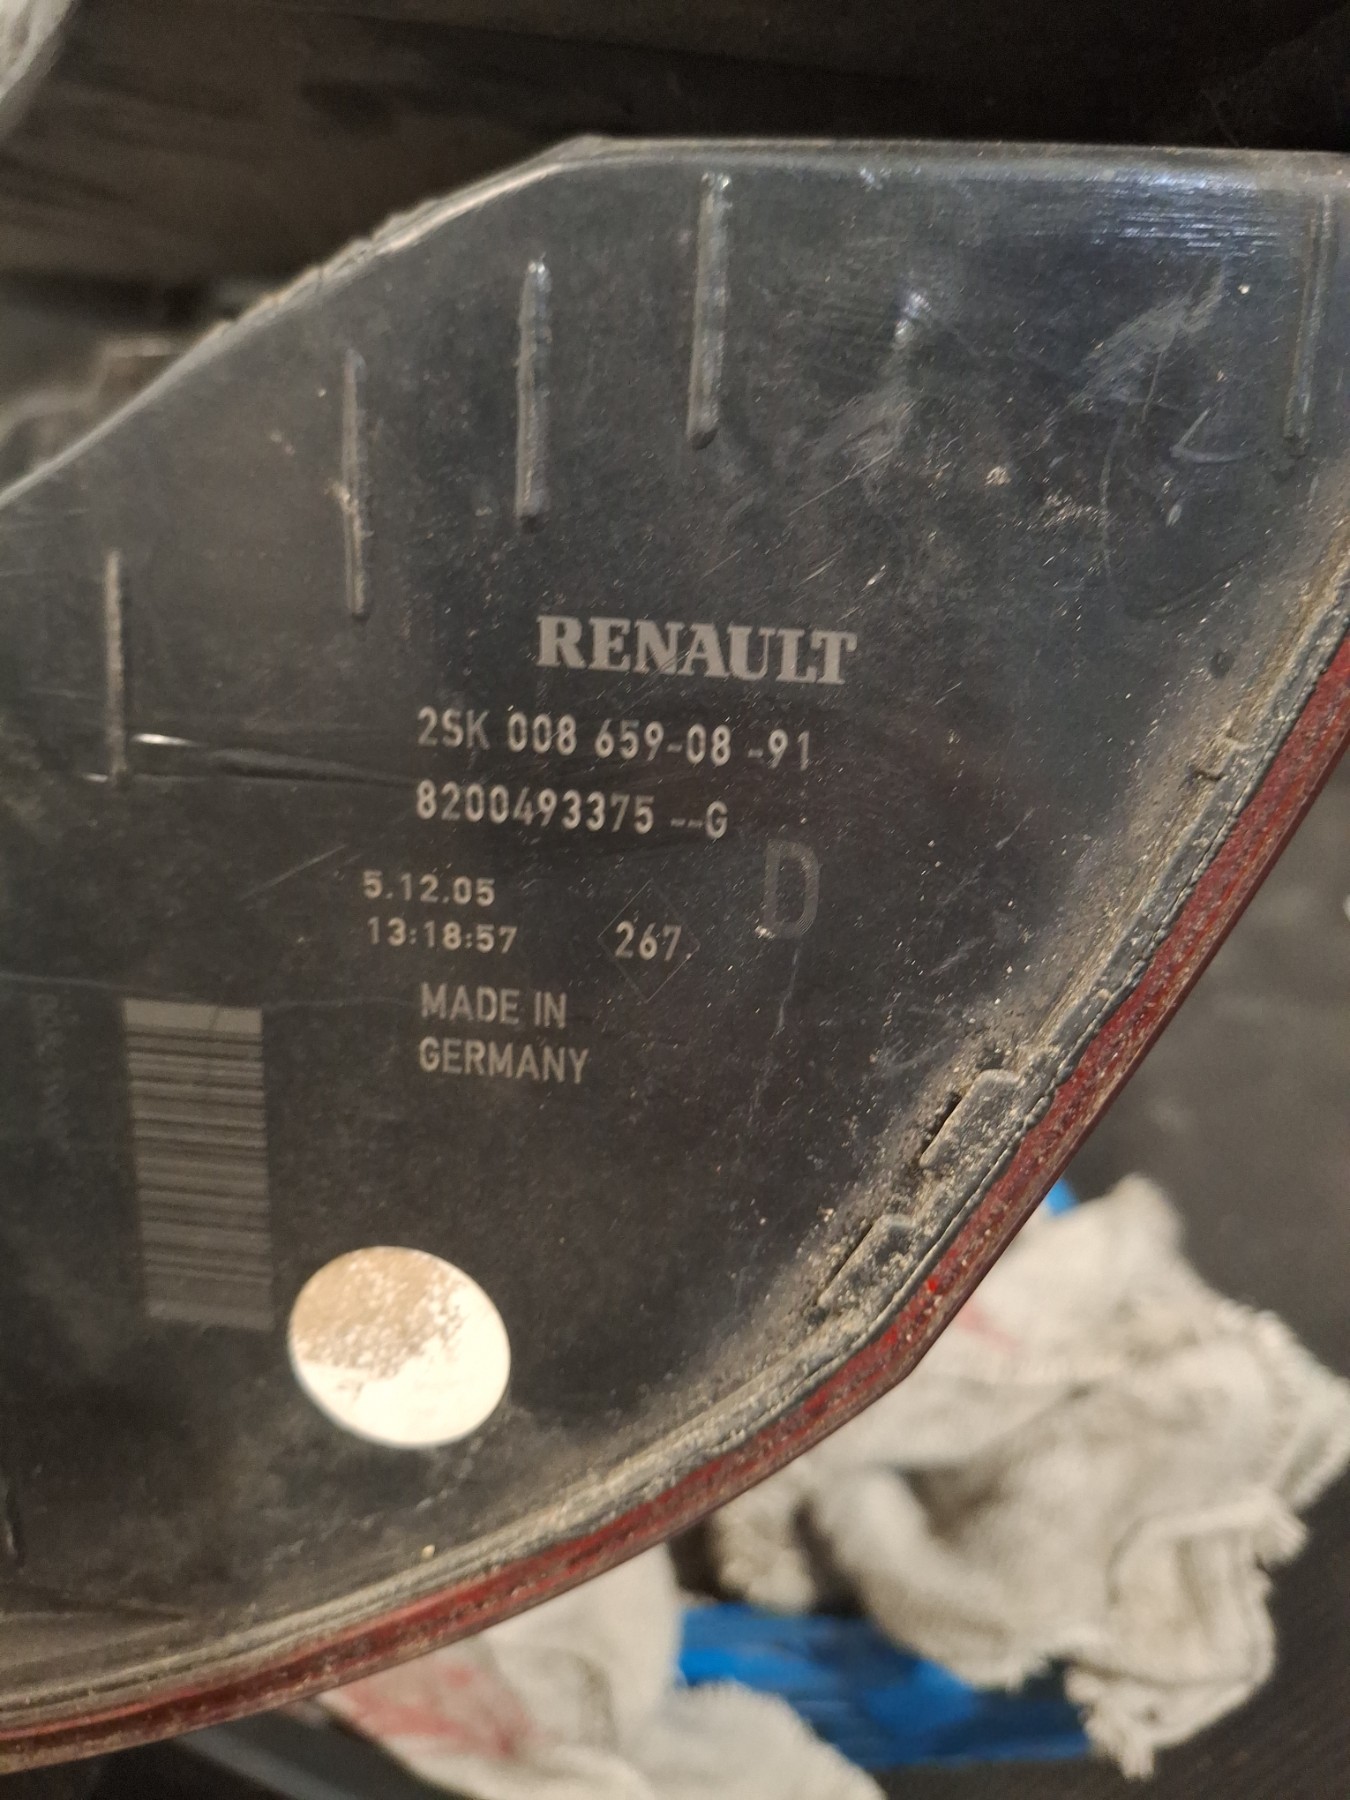 RENAULT
2SK 008 659-08 -91
8200493375 --G
D
5.12.05
13:18:57
267
MADE IN
GERMANY